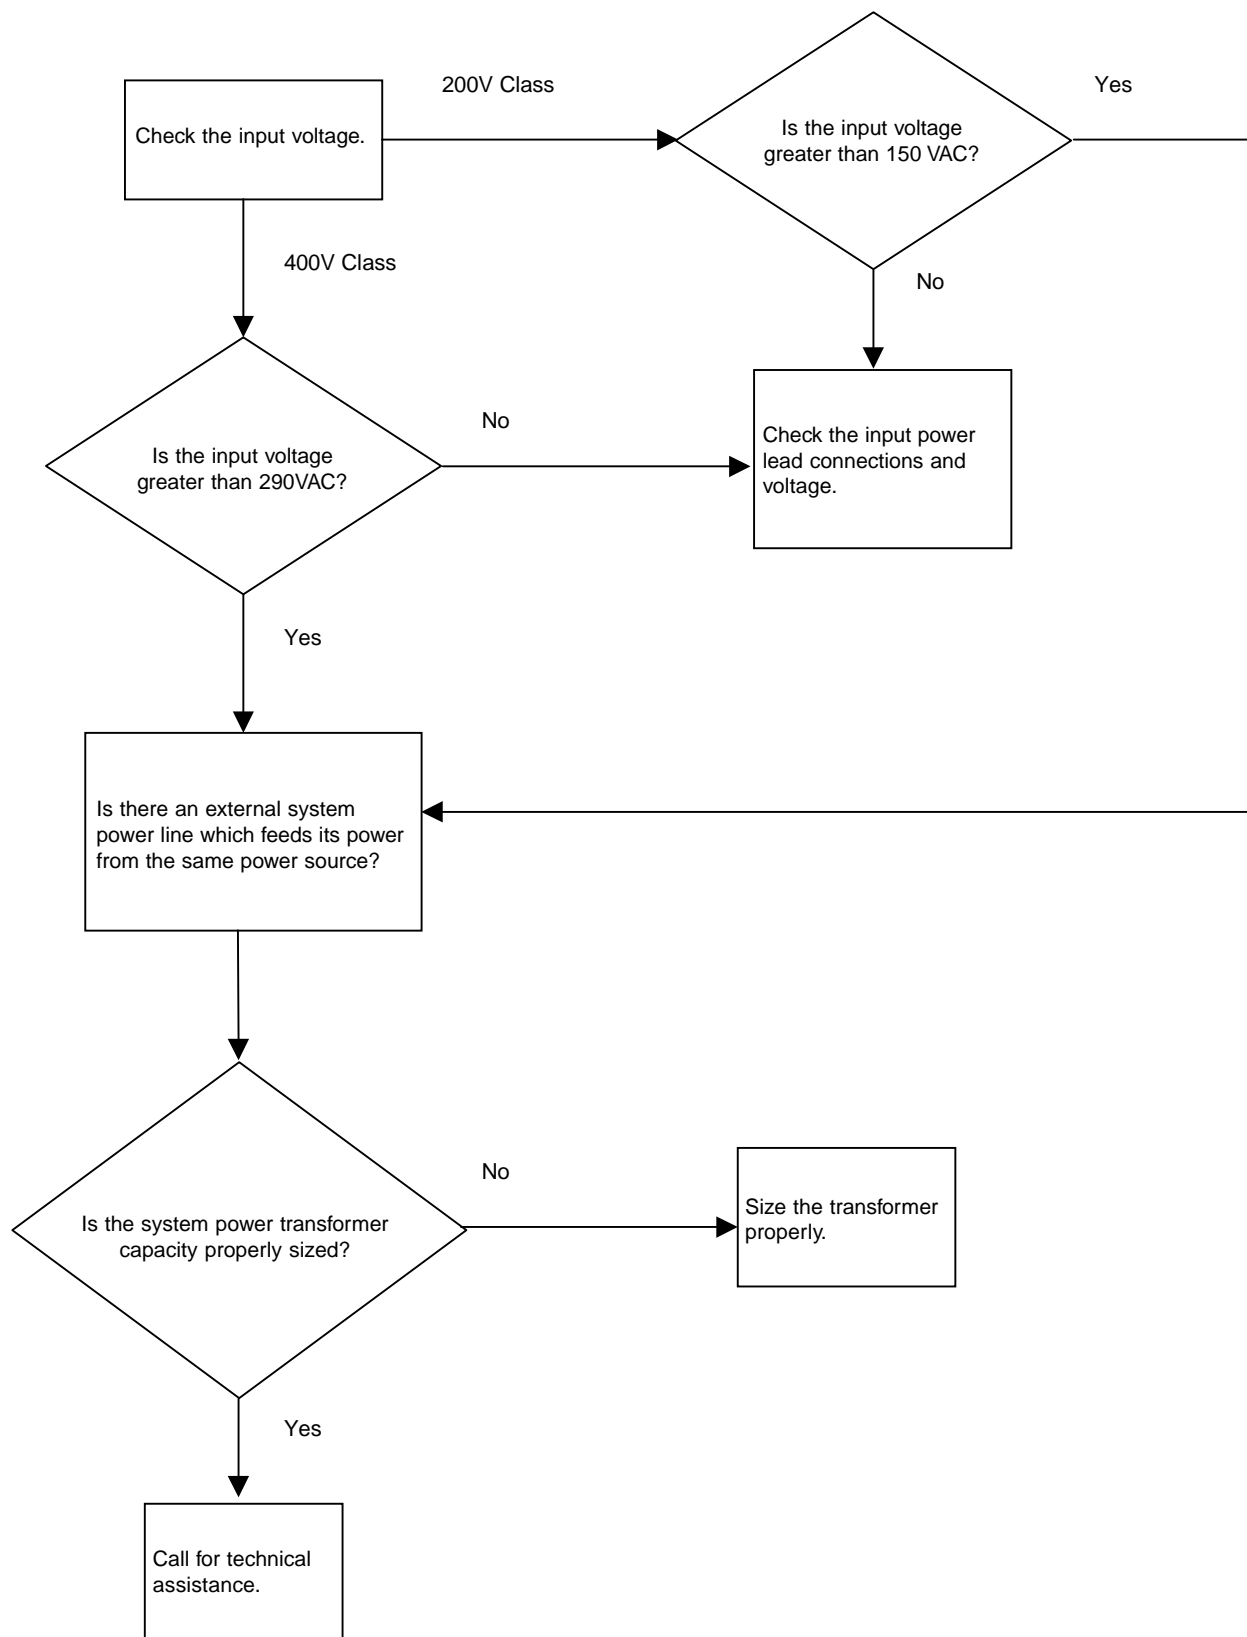 200V Class
Yes
Check the input voltage.
Is the input voltage
greater than 150 VAC?
400V Class
No
No
Is the input voltage
greater than 290VAC?
Check the input power
lead connections and
voltage.
Yes
Is there an external system
power line which feeds its power
from the same power source?
No
Is the system power transformer
capacity properly sized?
Size the transformer
properly.
Yes
Call for technical
assistance.